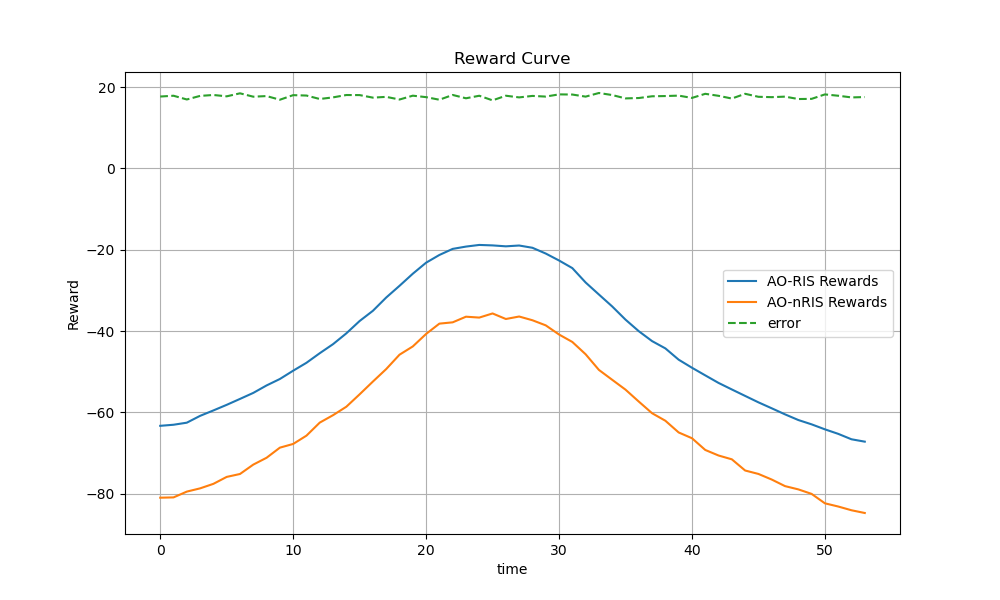 Reward Curve
20
0
−20
−40
−60
−80
Reward
AO-RIS Rewards
AO-nRIS Rewards
error
0 10 20 30 40 50
time